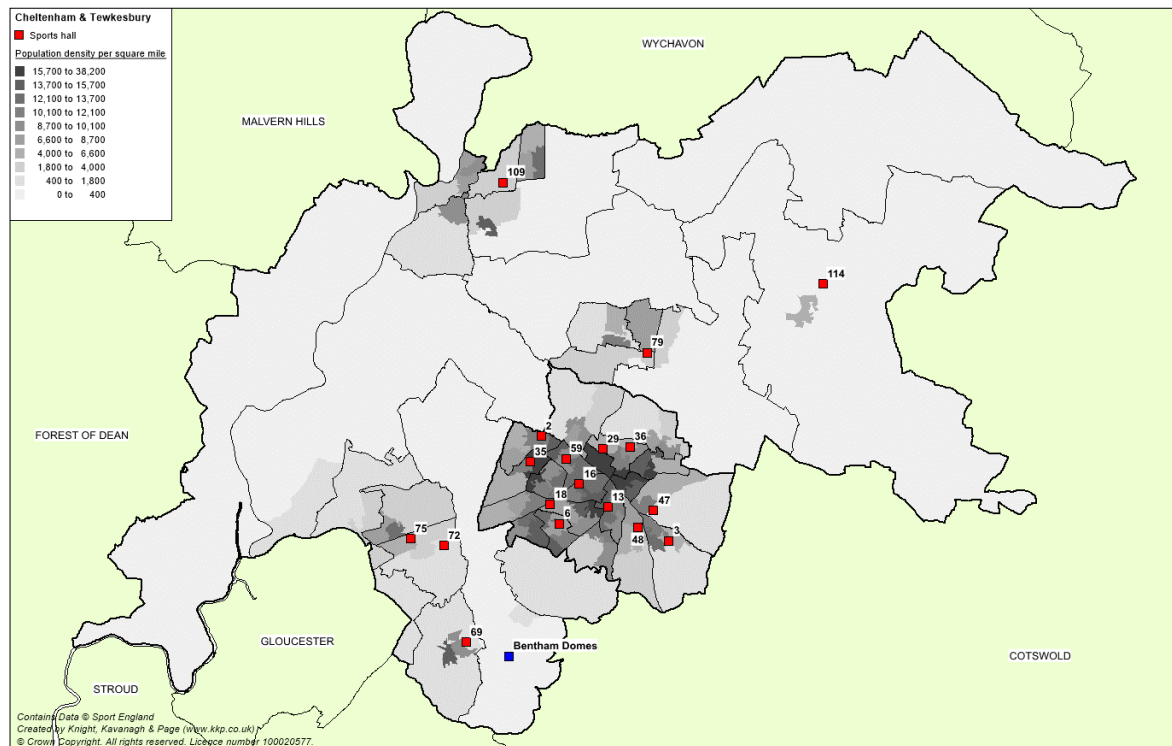 Cheltenham & Tewkesbury
Sports hall
Population density per square mile
15,700 to 38,200
13,700 to 15,700
12,100 to 13,700
10,100 to 12,100
8,700 to 10,100
6,600 to 8,700
4,000 to 6,600
1,800 to 4,000
400 to 1,800
0 to 400
WYCHAVON
MALVERN HILLS
109
114
79
FOREST OF DEAN
2
29
36
59
35
16
18
13
47
6
48
3
75
72
69
GLOUCESTER
Bentham Domes
COTSWOLD
STROUD
Contains Data © Sport England
Created by Knight, Kavanagh & Page (www.kkp.co.uk)
© Crown Copyright. All rights reserved. Licence number 100020577.